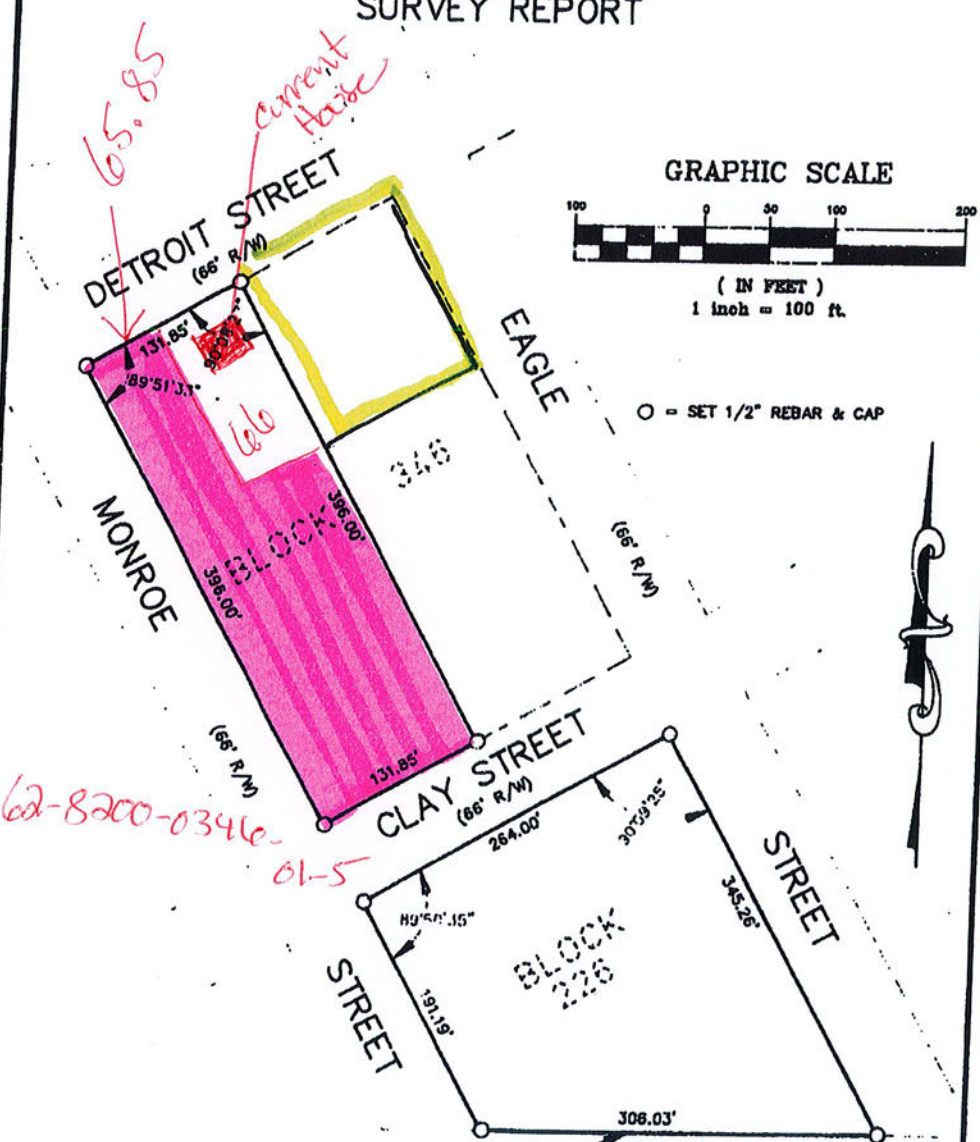 SURVEY REPORT
65.85
Current
House
GRAPHIC SCALE
100 0 50 100 200
( IN FEET )
1 inch = 100 ft.
DETROIT STREET
(66' R/W)
131.85'
89°51'33"
66
EAGLE
O = SET 1/2" REBAR & CAP
346
BLOCK
396.00'
396.00'
MONROE
(66' R/W)
(66' R/W)
131.85'
CLAY STREET
(66' R/W)
264.00'
62-8200-0346-
01-5
345.26'
STREET
BLOCK
226
191.19'
STREET
308.03'